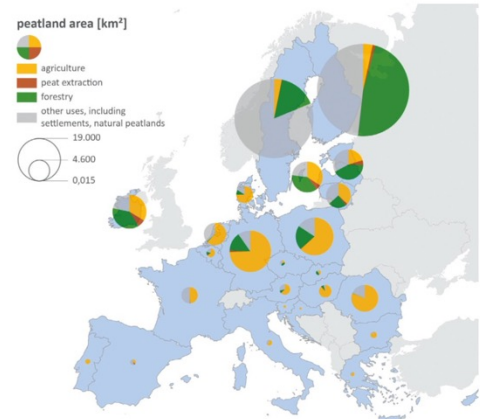 peatland area [km²]
agriculture
peat extraction
forestry
other uses, including
settlements, natural peatlands
19.000
4.600
0,015